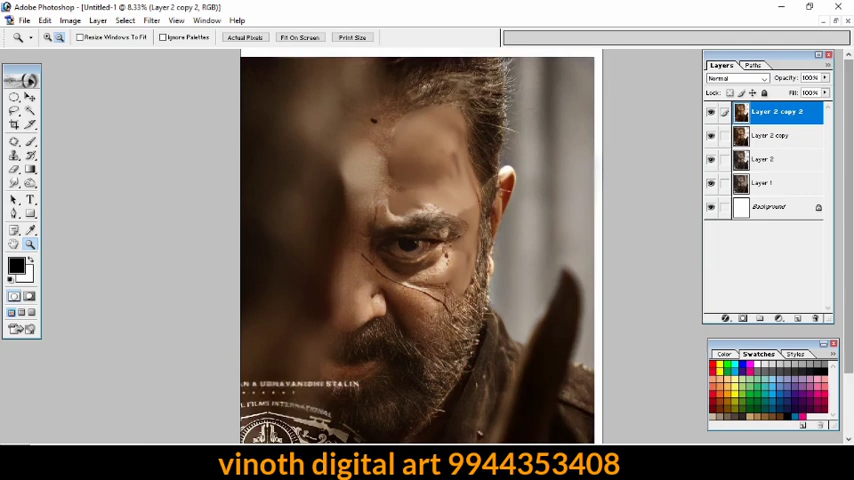 Adobe Photoshop - [Untitled-1 @ 8.33% (Layer 2 copy 2, RGB)]
File Edit Image Layer Select Filter View Window Help
Resize Windows To Fit Ignore Palettes Actual Pixels Fit On Screen Print Size
Layers Paths
Normal Opacity: 100%
Lock: Fill: 100%
Layer 2 copy 2
Layer 2 copy
Layer 2
Layer 1
Background
Color Swatches Styles
AN & UDHAYANIDHI STALIN
FILMS INTERNATIONAL
vinoth digital art 9944353408